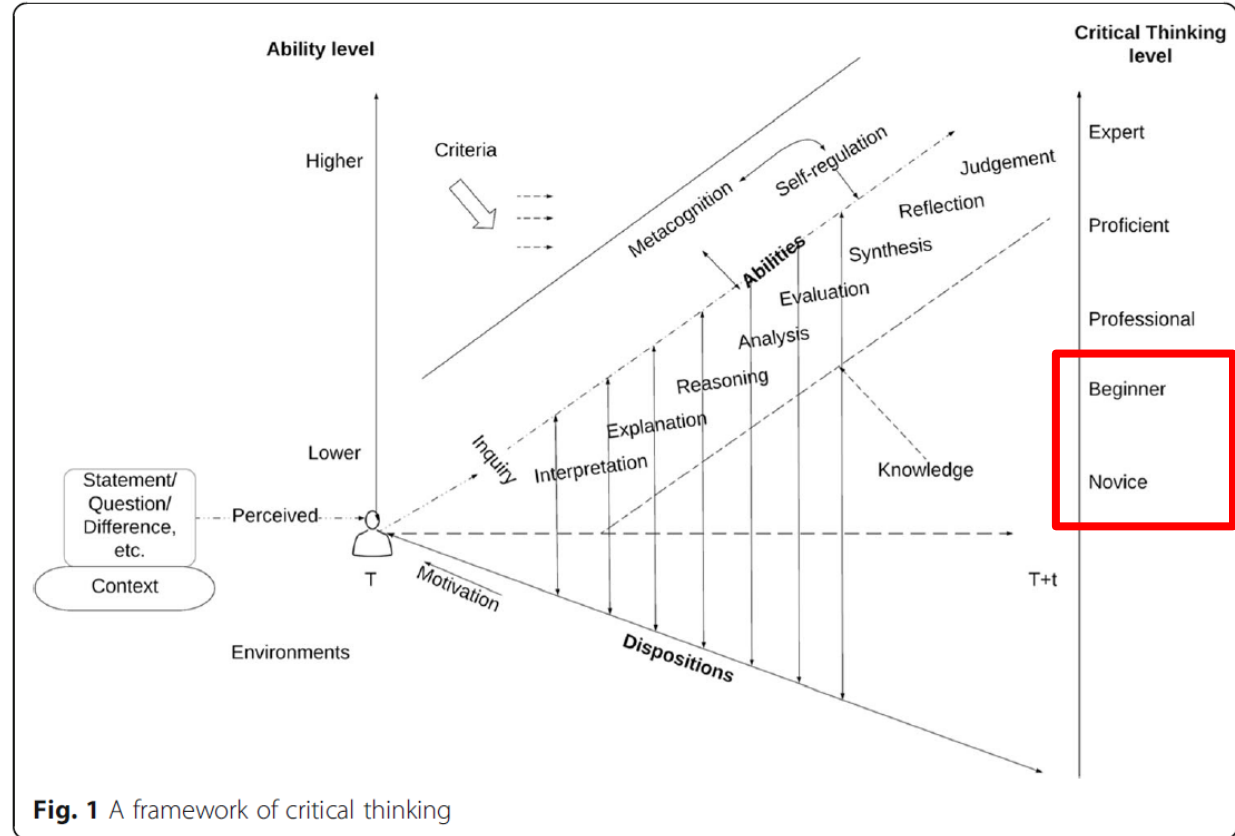 Ability level
Critical Thinking
level
Higher
Criteria
Expert
Judgement
Self-regulation
Metacognition
Reflection
Proficient
Synthesis
Abilities
Evaluation
Professional
Analysis
Reasoning
Beginner
Explanation
Lower
Inquiry
Interpretation
Knowledge
Novice
Statement/
Question/
Difference,
etc.
Perceived
Context
T
Motivation
T+t
Environments
Dispositions
Fig. 1 A framework of critical thinking